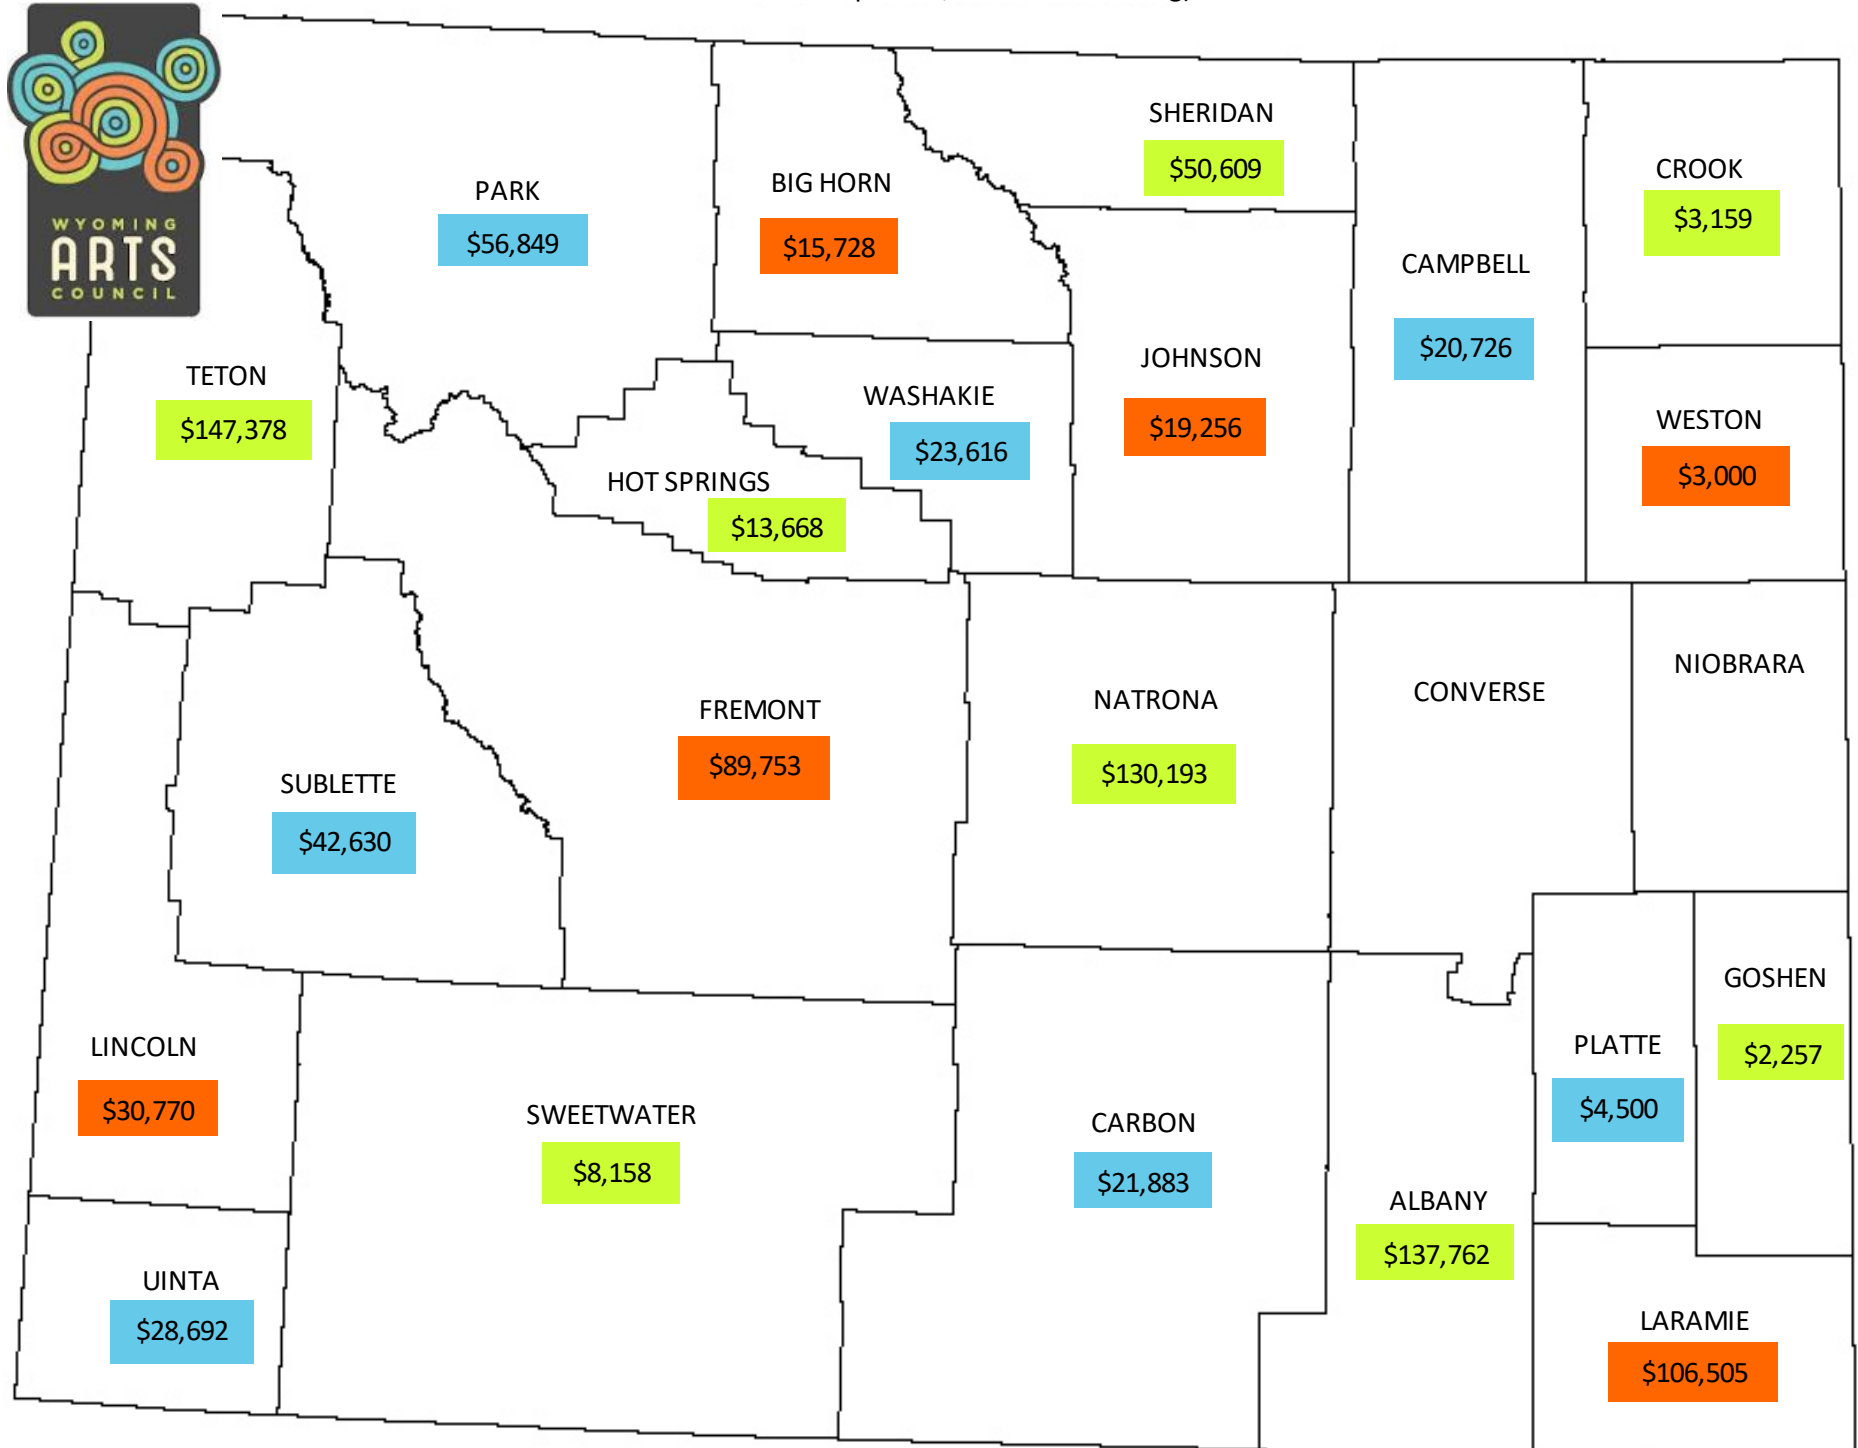 WYOMING
ARTS
COUNCIL
SHERIDAN
$50,609
CROOK
$3,159
PARK
$56,849
BIG HORN
$15,728
CAMPBELL
$20,726
JOHNSON
$19,256
TETON
$147,378
WASHAKIE
$23,616
WESTON
$3,000
HOT SPRINGS
$13,668
NIOBRARA
CONVERSE
NATRONA
$130,193
FREMONT
$89,753
SUBLETTE
$42,630
GOSHEN
$2,257
PLATTE
$4,500
LINCOLN
$30,770
SWEETWATER
$8,158
CARBON
$21,883
ALBANY
$137,762
UINTA
$28,692
LARAMIE
$106,505